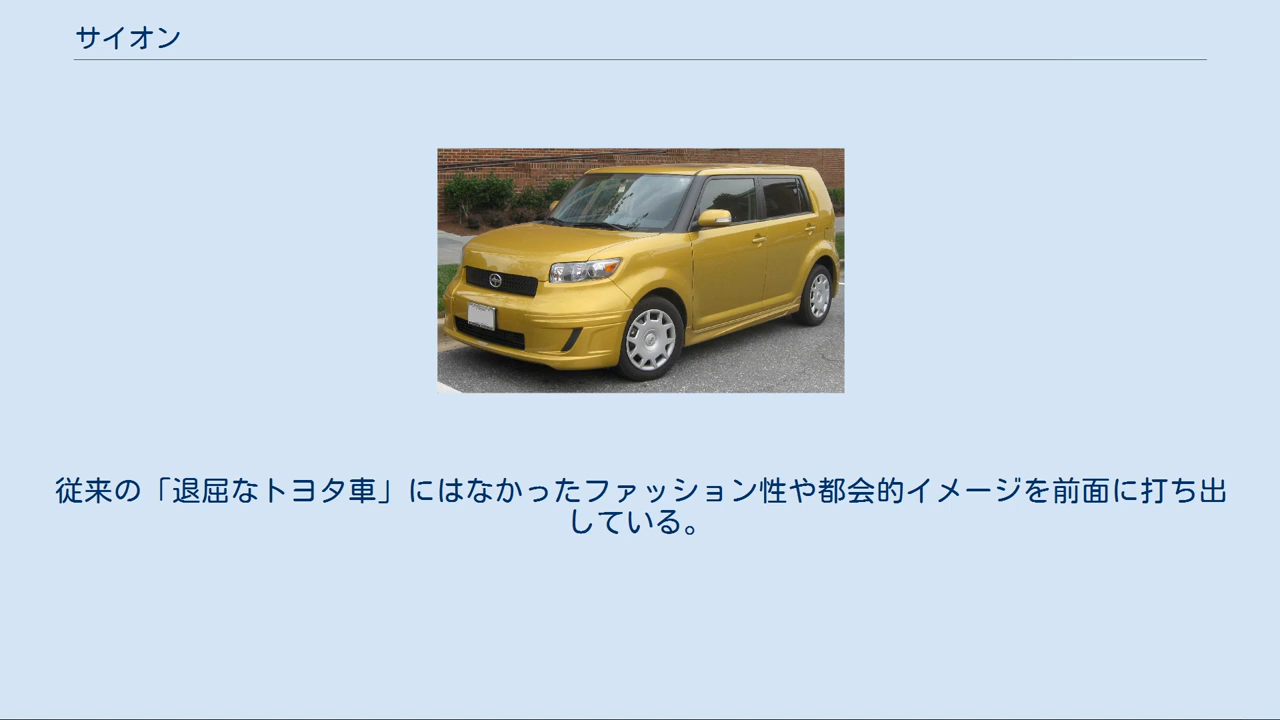 サイオン
従来の「退屈なトヨタ車」にはなかったファッション性や都会的イメージを前面に打ち出
している。